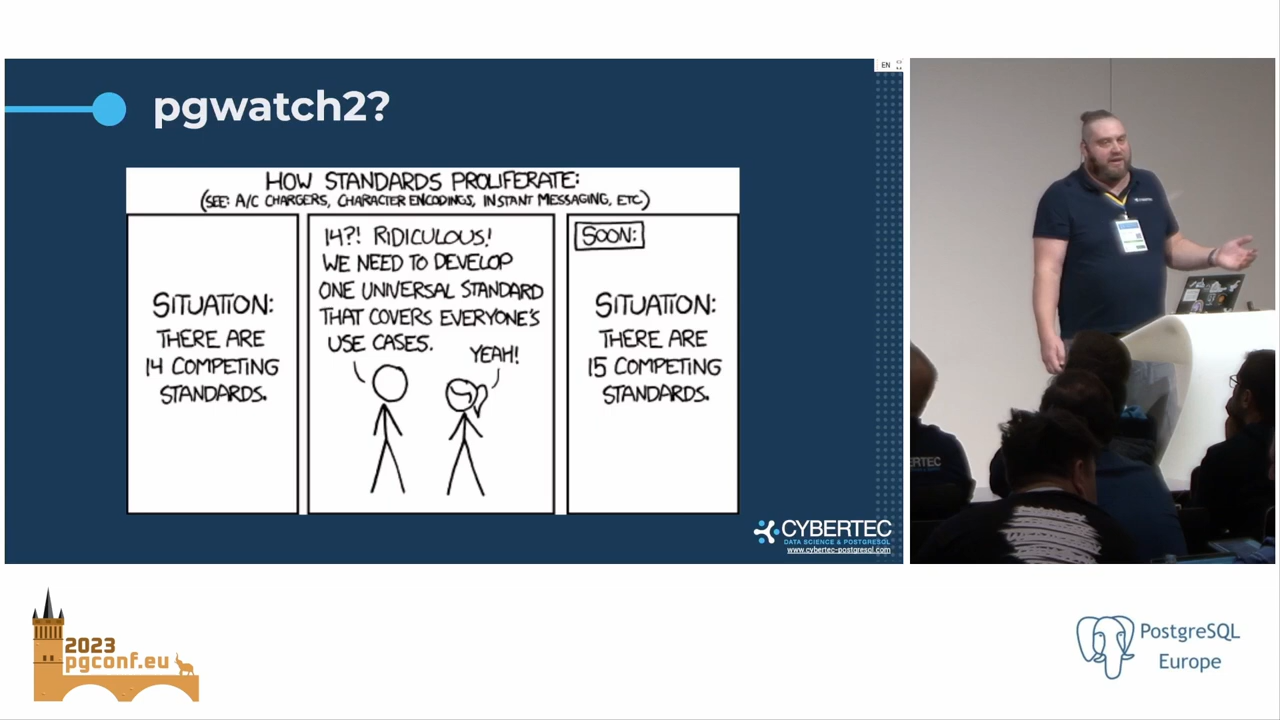 EN
pgwatch2?
HOW STANDARDS PROLIFERATE:
(SEE: A/C CHARGERS, CHARACTER ENCODINGS, INSTANT MESSAGING, ETC.)
SITUATION:
THERE ARE
14 COMPETING
STANDARDS.
14?! RIDICULOUS!
WE NEED TO DEVELOP
ONE UNIVERSAL STANDARD
THAT COVERS EVERYONE'S
USE CASES.
YEAH!
SOON:
SITUATION:
THERE ARE
15 COMPETING
STANDARDS.
CYBERTEC
DATA SCIENCE & POSTGRESQL
www.cybertec-postgresql.com
2023
pgconf.eu
PostgreSQL
Europe